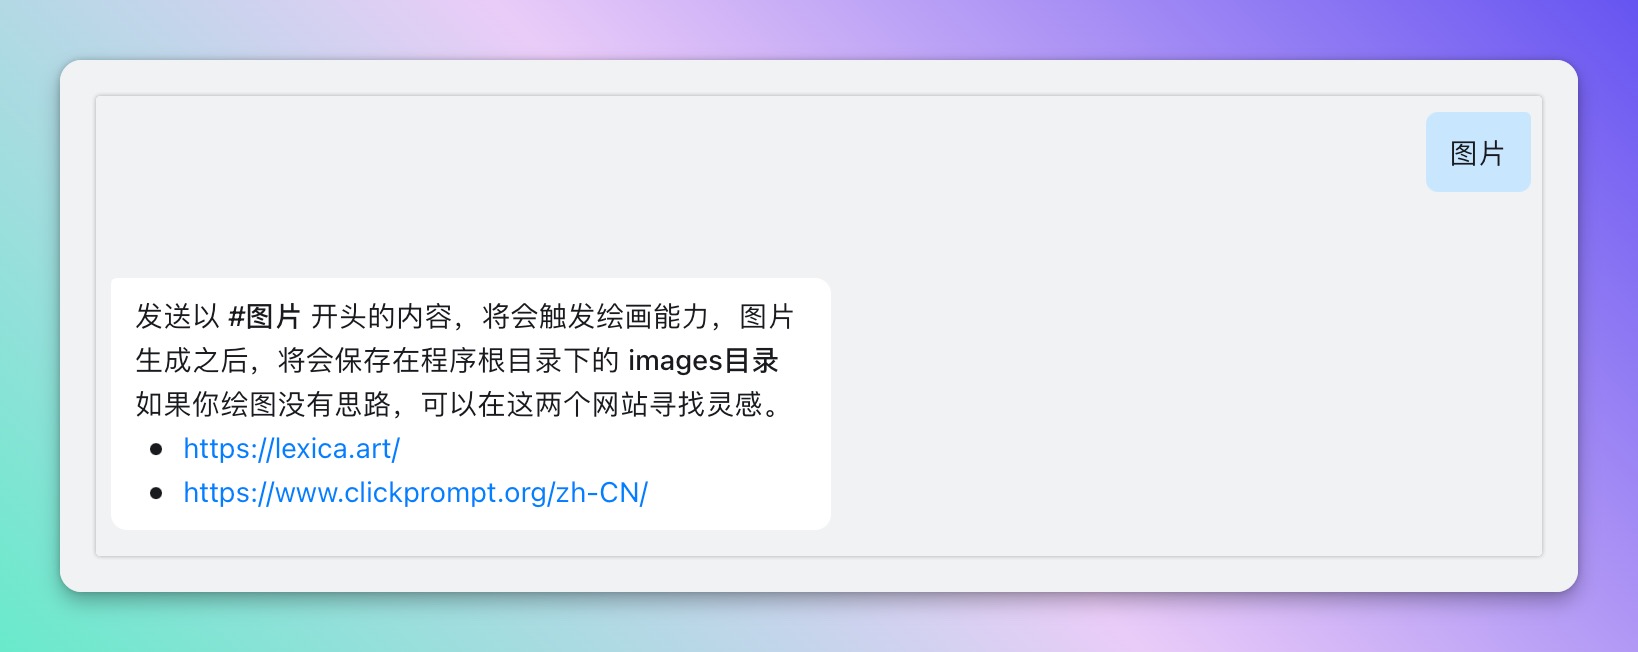 图片
发送以 #图片 开头的内容，将会触发绘画能力，图片
生成之后，将会保存在程序根目录下的 images目录
如果你绘图没有思路，可以在这两个网站寻找灵感。
• https://lexica.art/
• https://www.clickprompt.org/zh-CN/